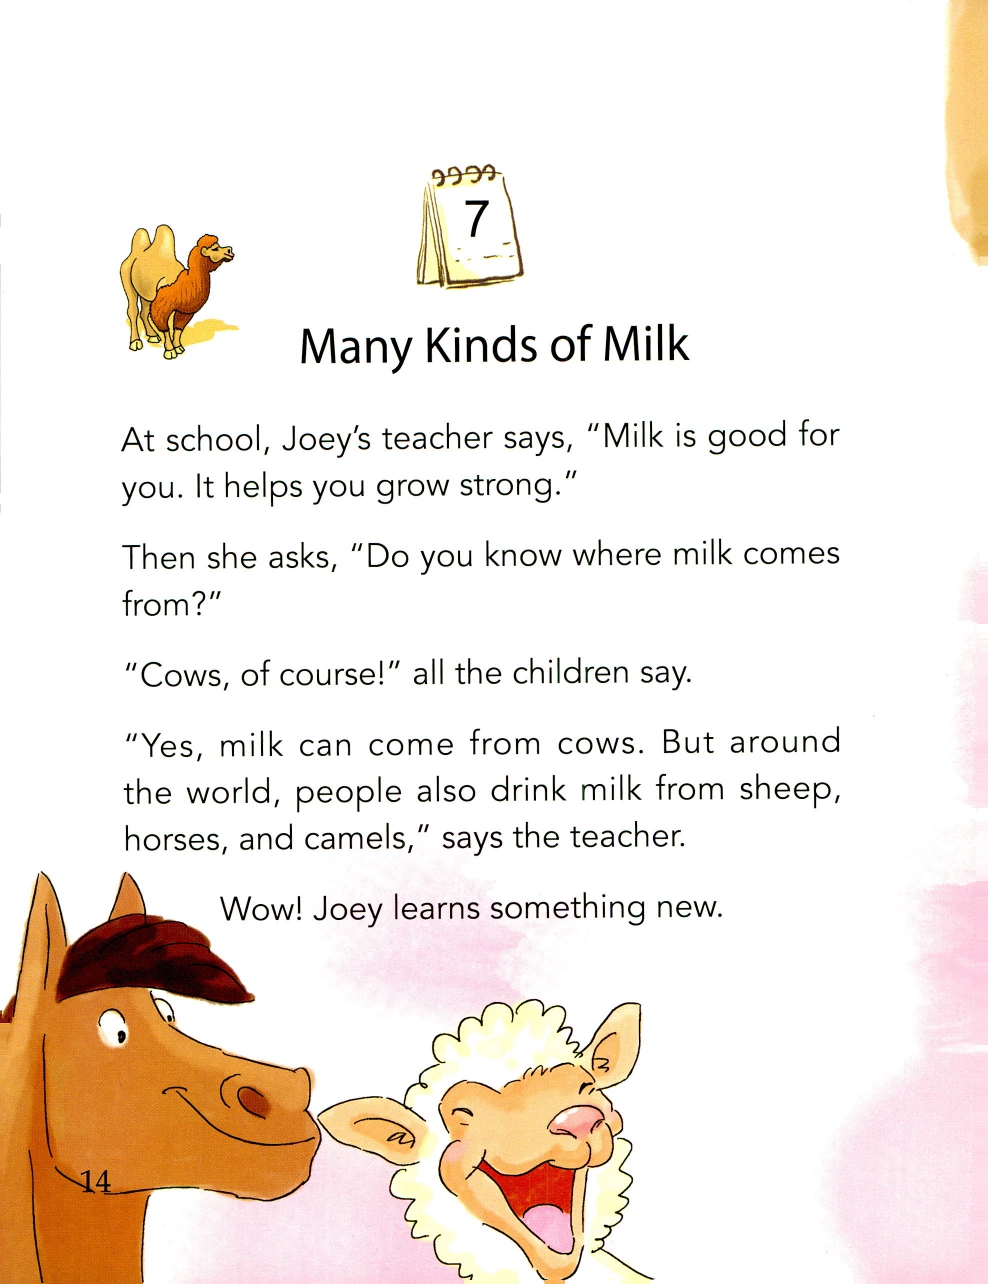 7
Many Kinds of Milk
At school, Joey’s teacher says, “Milk is good for
you. It helps you grow strong.”
Then she asks, “Do you know where milk comes
from?”
“Cows, of course!” all the children say.
“Yes, milk can come from cows. But around
the world, people also drink milk from sheep,
horses, and camels,” says the teacher.
Wow! Joey learns something new.
14